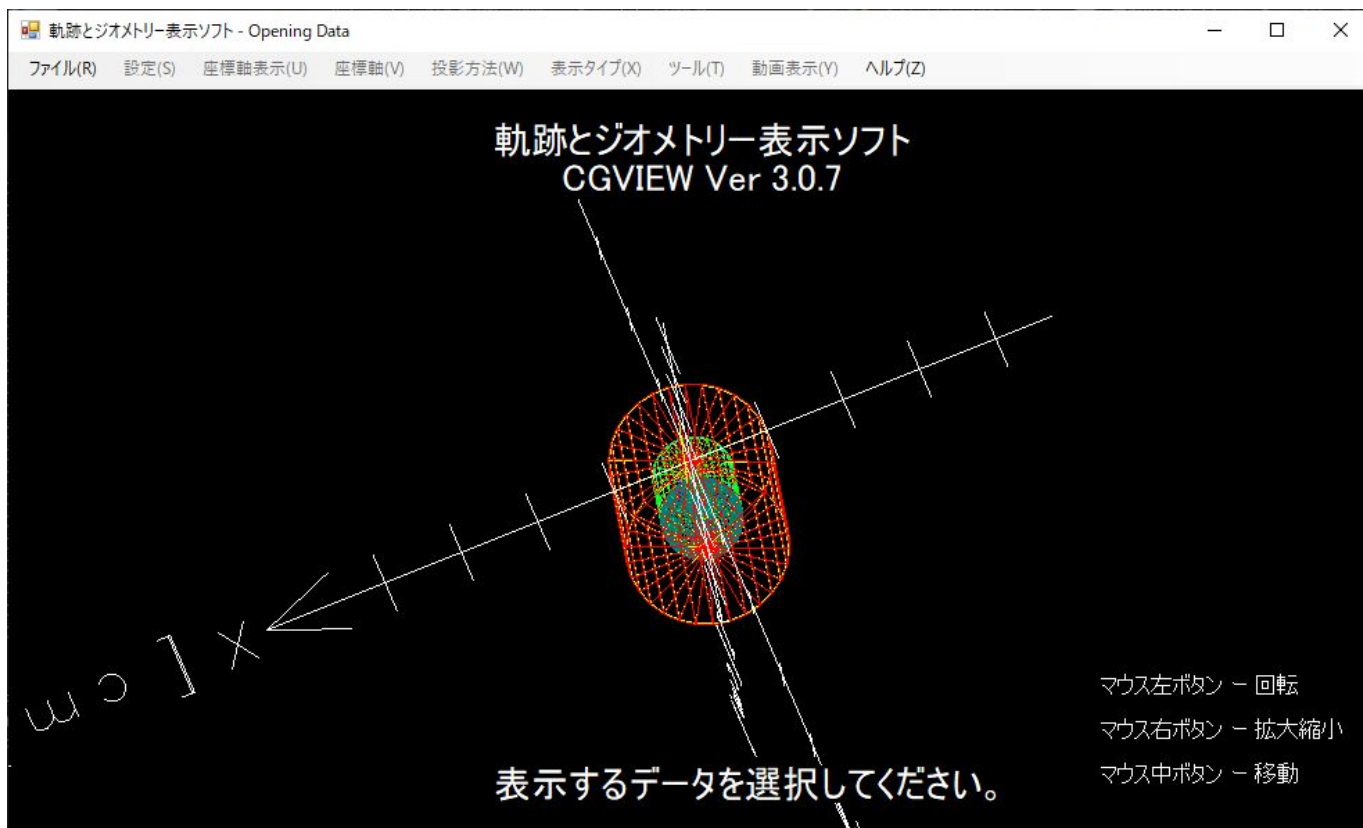 軌跡とジオメトリー表示ソフト - Opening Data
ファイル(R) 設定(S) 座標軸表示(U) 座標軸(V) 投影方法(W) 表示タイプ(X) ツール(T) 動画表示(Y) ヘルプ(Z)
軌跡とジオメトリー表示ソフト
CGVIEW Ver 3.0.7
x [ c m
マウス左ボタン － 回転
マウス右ボタン － 拡大縮小
マウス中ボタン － 移動
表示するデータを選択してください。